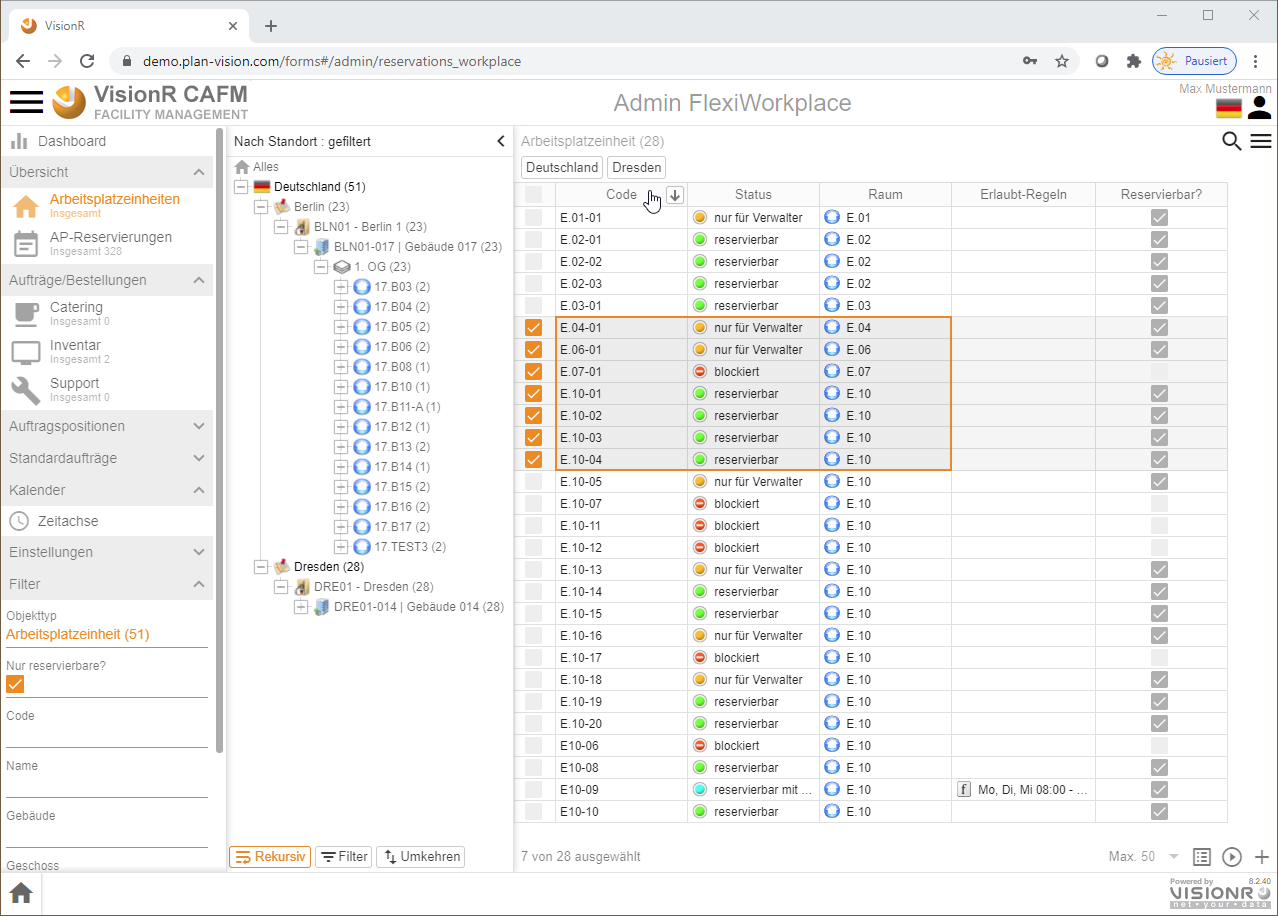 VisionR
demo.plan-vision.com/forms#/admin/reservations_workplace
Pausiert
VisionR CAFM
FACILITY MANAGEMENT
Admin FlexiWorkplace
Max Mustermann
Dashboard
Übersicht
Arbeitsplatzeinheiten
Insgesamt
AP-Reservierungen
Insgesamt 328
Aufträge/Bestellungen
Catering
Insgesamt 0
Inventar
Insgesamt 2
Support
Insgesamt 0
Auftragspositionen
Standardaufträge
Kalender
Zeitachse
Einstellungen
Filter
Objekttyp
Arbeitsplatzeinheit (51)
Nur reservierbare?
Code
Name
Gebäude
Geschoss
Nach Standort : gefiltert
Alles
Deutschland (51)
Berlin (23)
BLN01 - Berlin 1 (23)
BLN01-017 | Gebäude 017 (23)
1. OG (23)
17.B03 (2)
17.B04 (2)
17.B05 (2)
17.B06 (2)
17.B08 (1)
17.B10 (1)
17.B11-A (1)
17.B12 (1)
17.B13 (2)
17.B14 (1)
17.B15 (2)
17.B16 (2)
17.B17 (2)
17.TEST3 (2)
Dresden (28)
DRE01 - Dresden (28)
DRE01-014 | Gebäude 014 (28)
Rekursiv Filter Umkehren
Arbeitsplatzeinheit (28)
Deutschland Dresden
Code Status Raum Erlaubt-Regeln Reservierbar?
E.01-01 nur für Verwalter E.01
E.02-01 reservierbar E.02
E.02-02 reservierbar E.02
E.02-03 reservierbar E.02
E.03-01 reservierbar E.03
E.04-01 nur für Verwalter E.04
E.06-01 nur für Verwalter E.06
E.07-01 blockiert E.07
E.10-01 reservierbar E.10
E.10-02 reservierbar E.10
E.10-03 reservierbar E.10
E.10-04 reservierbar E.10
E.10-05 nur für Verwalter E.10
E.10-07 blockiert E.10
E.10-11 blockiert E.10
E.10-12 blockiert E.10
E.10-13 nur für Verwalter E.10
E.10-14 reservierbar E.10
E.10-15 reservierbar E.10
E.10-16 nur für Verwalter E.10
E.10-17 blockiert E.10
E.10-18 nur für Verwalter E.10
E.10-19 reservierbar E.10
E.10-20 reservierbar E.10
E10-06 blockiert E.10
E10-08 reservierbar E.10
E10-09 reservierbar mit ... E.10 f Mo, Di, Mi 08:00 - ...
E10-10 reservierbar E.10
7 von 28 ausgewählt
Max. 50
Powered by 8.2.40
VISIONR
net • your • data